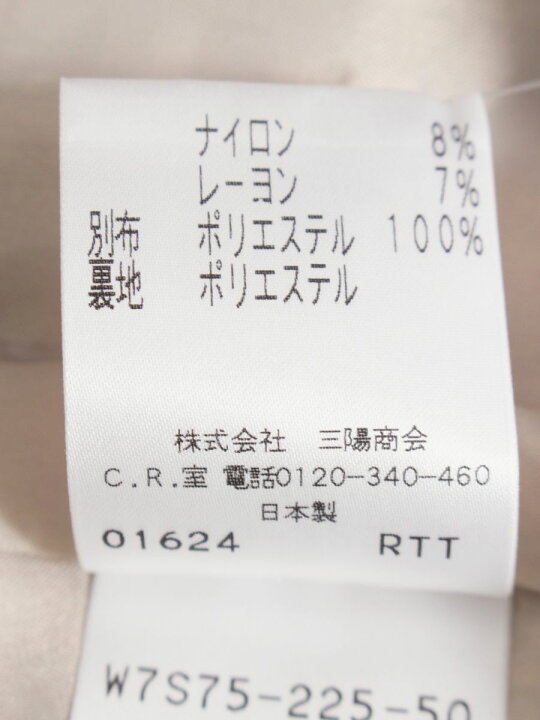 ナイロン 8%
レーヨン 7%
別布 ポリエステル 100%
裏地 ポリエステル
株式会社 三陽商会
C.R.室 電話0120-340-460
日本製
01624 RTT
W7S75-225-50